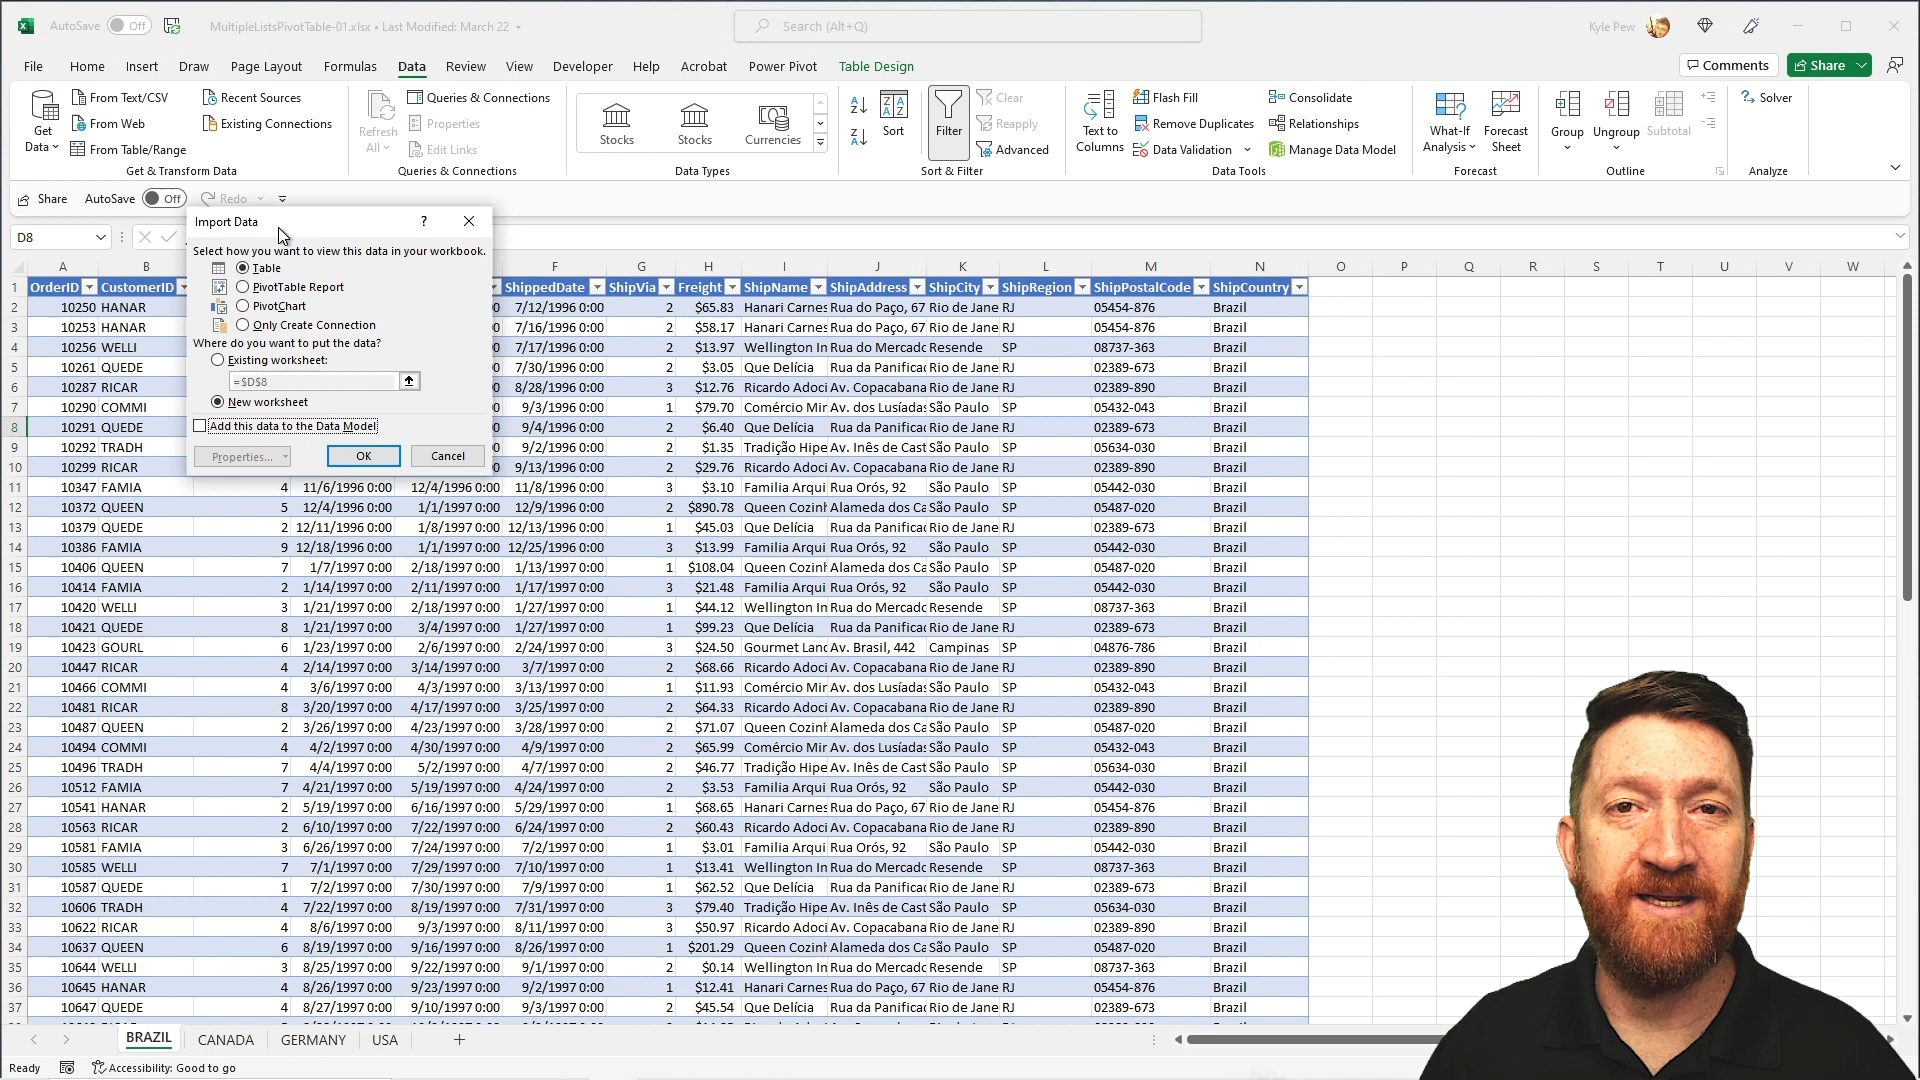 AutoSave Off MultipleListsPivotTable-01.xlsx • Last Modified: March 22 Search (Alt+Q) Kyle Pew
File Home Insert Draw Page Layout Formulas Data Review View Developer Help Acrobat Power Pivot Table Design Comments Share
Get Data From Text/CSV From Web From Table/Range Recent Sources Existing Connections
Get & Transform Data
Refresh All Queries & Connections Properties Edit Links
Queries & Connections
Stocks Stocks Currencies
Data Types
Sort Filter Clear Reapply Advanced
Sort & Filter
Text to Columns Flash Fill Remove Duplicates Data Validation Consolidate Relationships Manage Data Model
Data Tools
What-If Analysis Forecast Sheet
Forecast
Group Ungroup Subtotal
Outline
Solver
Analyze
Share AutoSave Off Redo
D8
Import Data ?
Select how you want to view this data in your workbook.
Table
PivotTable Report
PivotChart
Only Create Connection
Where do you want to put the data?
Existing worksheet:
=$D$8
New worksheet
Add this data to the Data Model
Properties... OK Cancel
A B F G H I J K L M N O P Q R S T U V W
1 OrderID CustomerID ShippedDate ShipVia Freight ShipName ShipAddress ShipCity ShipRegion ShipPostalCode ShipCountry
2 10250 HANAR 7/12/1996 0:00 2 $65.83 Hanari Carnes Rua do Paço, 67 Rio de Jane RJ 05454-876 Brazil
3 10253 HANAR 7/16/1996 0:00 2 $58.17 Hanari Carnes Rua do Paço, 67 Rio de Jane RJ 05454-876 Brazil
4 10256 WELLI 7/17/1996 0:00 2 $13.97 Wellington In Rua do Mercado Resende SP 08737-363 Brazil
5 10261 QUEDE 7/30/1996 0:00 2 $3.05 Que Delícia Rua da Panificad Rio de Jane RJ 02389-673 Brazil
6 10287 RICAR 8/28/1996 0:00 3 $12.76 Ricardo Adoci Av. Copacabana Rio de Jane RJ 02389-890 Brazil
7 10290 COMMI 9/3/1996 0:00 1 $79.70 Comércio Mir Av. dos Lusíadas São Paulo SP 05432-043 Brazil
8 10291 QUEDE 9/4/1996 0:00 2 $6.40 Que Delícia Rua da Panificad Rio de Jane RJ 02389-673 Brazil
9 10292 TRADH 9/2/1996 0:00 2 $1.35 Tradição Hipe Av. Inês de Cast São Paulo SP 05634-030 Brazil
10 10299 RICAR 9/13/1996 0:00 2 $29.76 Ricardo Adoci Av. Copacabana Rio de Jane RJ 02389-890 Brazil
11 10347 FAMIA 4 11/6/1996 0:00 12/4/1996 0:00 11/8/1996 0:00 3 $3.10 Familia Arqui Rua Orós, 92 São Paulo SP 05442-030 Brazil
12 10372 QUEEN 5 12/4/1996 0:00 1/1/1997 0:00 12/9/1996 0:00 2 $890.78 Queen Cozinh Alameda dos Ca São Paulo SP 05487-020 Brazil
13 10379 QUEDE 2 12/11/1996 0:00 1/8/1997 0:00 12/13/1996 0:00 1 $45.03 Que Delícia Rua da Panificad Rio de Jane RJ 02389-673 Brazil
14 10386 FAMIA 9 12/18/1996 0:00 1/1/1997 0:00 12/25/1996 0:00 3 $13.99 Familia Arqui Rua Orós, 92 São Paulo SP 05442-030 Brazil
15 10406 QUEEN 7 1/7/1997 0:00 2/18/1997 0:00 1/13/1997 0:00 1 $108.04 Queen Cozinh Alameda dos Ca São Paulo SP 05487-020 Brazil
16 10414 FAMIA 2 1/14/1997 0:00 2/11/1997 0:00 1/17/1997 0:00 3 $21.48 Familia Arqui Rua Orós, 92 São Paulo SP 05442-030 Brazil
17 10420 WELLI 3 1/21/1997 0:00 2/18/1997 0:00 1/27/1997 0:00 1 $44.12 Wellington In Rua do Mercado Resende SP 08737-363 Brazil
18 10421 QUEDE 8 1/21/1997 0:00 3/4/1997 0:00 1/27/1997 0:00 1 $99.23 Que Delícia Rua da Panificad Rio de Jane RJ 02389-673 Brazil
19 10423 GOURL 6 1/23/1997 0:00 2/6/1997 0:00 2/24/1997 0:00 3 $24.50 Gourmet Lanc Av. Brasil, 442 Campinas SP 04876-786 Brazil
20 10447 RICAR 4 2/14/1997 0:00 3/14/1997 0:00 3/7/1997 0:00 2 $68.66 Ricardo Adoci Av. Copacabana Rio de Jane RJ 02389-890 Brazil
21 10466 COMMI 4 3/6/1997 0:00 4/3/1997 0:00 3/13/1997 0:00 1 $11.93 Comércio Mir Av. dos Lusíadas São Paulo SP 05432-043 Brazil
22 10481 RICAR 8 3/20/1997 0:00 4/17/1997 0:00 3/25/1997 0:00 2 $64.33 Ricardo Adoci Av. Copacabana Rio de Jane RJ 02389-890 Brazil
23 10487 QUEEN 2 3/26/1997 0:00 4/23/1997 0:00 3/28/1997 0:00 2 $71.07 Queen Cozinh Alameda dos Ca São Paulo SP 05487-020 Brazil
24 10494 COMMI 4 4/2/1997 0:00 4/30/1997 0:00 4/9/1997 0:00 2 $65.99 Comércio Mir Av. dos Lusíadas São Paulo SP 05432-043 Brazil
25 10496 TRADH 7 4/4/1997 0:00 5/2/1997 0:00 4/7/1997 0:00 2 $46.77 Tradição Hipe Av. Inês de Cast São Paulo SP 05634-030 Brazil
26 10512 FAMIA 7 4/21/1997 0:00 5/19/1997 0:00 4/24/1997 0:00 2 $3.53 Familia Arqui Rua Orós, 92 São Paulo SP 05442-030 Brazil
27 10541 HANAR 2 5/19/1997 0:00 6/16/1997 0:00 5/29/1997 0:00 1 $68.65 Hanari Carnes Rua do Paço, 67 Rio de Jane RJ 05454-876 Brazil
28 10563 RICAR 2 6/10/1997 0:00 7/22/1997 0:00 6/24/1997 0:00 2 $60.43 Ricardo Adoci Av. Copacabana Rio de Jane RJ 02389-890 Brazil
29 10581 FAMIA 3 6/26/1997 0:00 7/24/1997 0:00 7/2/1997 0:00 1 $3.01 Familia Arqui Rua Orós, 92 São Paulo SP 05442-030 Brazil
30 10585 WELLI 7 7/1/1997 0:00 7/29/1997 0:00 7/10/1997 0:00 1 $13.41 Wellington In Rua do Mercado Resende SP 08737-363 Brazil
31 10587 QUEDE 1 7/2/1997 0:00 7/30/1997 0:00 7/9/1997 0:00 1 $62.52 Que Delícia Rua da Panificad Rio de Jane RJ 02389-673 Brazil
32 10606 TRADH 4 7/22/1997 0:00 8/19/1997 0:00 7/31/1997 0:00 3 $79.40 Tradição Hipe Av. Inês de Cast São Paulo SP 05634-030 Brazil
33 10622 RICAR 4 8/6/1997 0:00 9/3/1997 0:00 8/11/1997 0:00 3 $50.97 Ricardo Adoci Av. Copacabana Rio de Jane RJ 02389-890 Brazil
34 10637 QUEEN 6 8/19/1997 0:00 9/16/1997 0:00 8/26/1997 0:00 1 $201.29 Queen Cozinh Alameda dos Ca São Paulo SP 05487-020 Brazil
35 10644 WELLI 3 8/25/1997 0:00 9/22/1997 0:00 9/1/1997 0:00 2 $0.14 Wellington In Rua do Mercado Resende SP 08737-363 Brazil
36 10645 HANAR 4 8/26/1997 0:00 9/23/1997 0:00 9/2/1997 0:00 1 $12.41 Hanari Carnes Rua do Paço, 67 Rio de Jane RJ 05454-876 Brazil
37 10647 QUEDE 4 8/27/1997 0:00 9/10/1997 0:00 9/3/1997 0:00 2 $45.54 Que Delícia Rua da Panificad Rio de Jane RJ 02389-673 Brazil
BRAZIL CANADA GERMANY USA
Ready Accessibility: Good to go